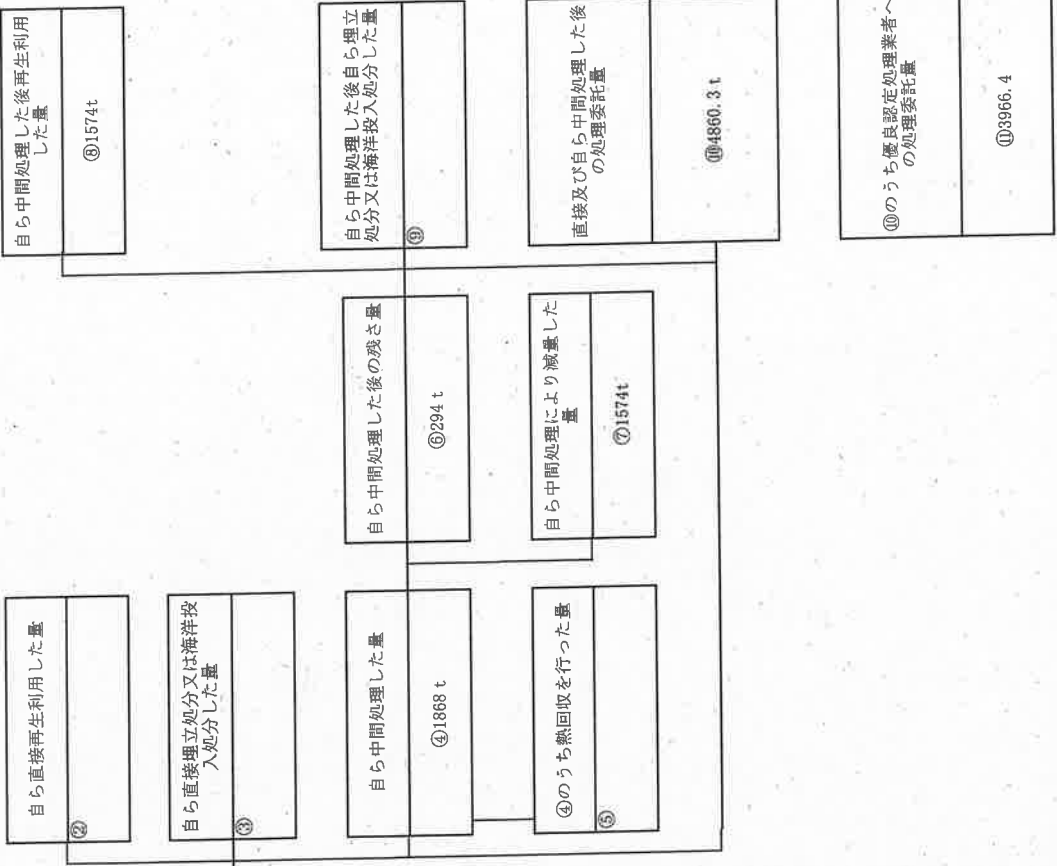 自ら直接再生利用した量
②
自ら直接埋立処分又は海洋投
入処分した量
③
自ら中間処理した量
④1868 t
④のうち熱回収を行った量
⑤
自ら中間処理した後の残さ量
⑥294 t
自ら中間処理により減量した
量
⑦1574t
自ら中間処理した後再生利用
した量
⑧1574t
自ら中間処理した後自ら埋立
処分又は海洋投入処分した量
⑨
直接及び自ら中間処理した後
の処理委託量
⑩4860.3 t
⑩のうち優良認定処理業者へ
の処理委託量
⑪3966.4